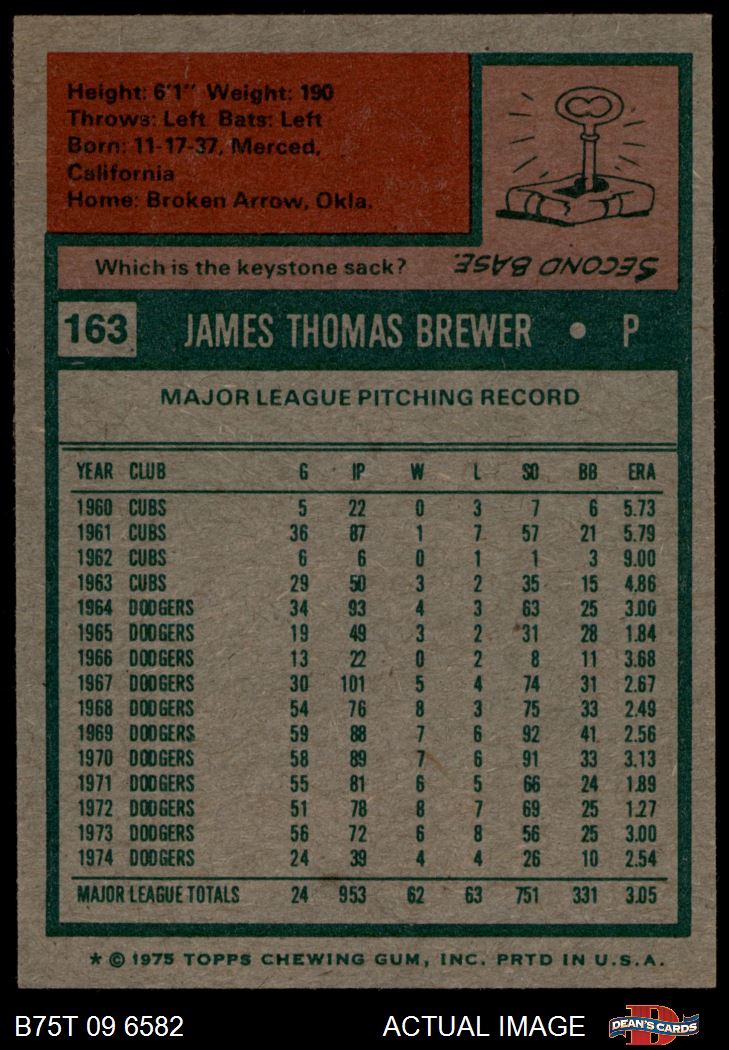 Height: 6'1" Weight: 190
Throws: Left Bats: Left
Born: 11-17-37, Merced,
California
Home: Broken Arrow, Okla.
Which is the keystone sack? SECOND BASE.
163 JAMES THOMAS BREWER • P
MAJOR LEAGUE PITCHING RECORD
YEAR CLUB G IP W L SO BB ERA
1960 CUBS 5 22 0 3 7 6 5.73
1961 CUBS 36 87 1 7 57 21 5.79
1962 CUBS 6 6 0 1 1 3 9.00
1963 CUBS 29 50 3 2 35 15 4.86
1964 DODGERS 34 93 4 3 63 25 3.00
1965 DODGERS 19 49 3 2 31 28 1.84
1966 DODGERS 13 22 0 2 8 11 3.68
1967 DODGERS 30 101 5 4 74 31 2.67
1968 DODGERS 54 76 8 3 75 33 2.49
1969 DODGERS 59 88 7 6 92 41 2.56
1970 DODGERS 58 89 7 6 91 33 3.13
1971 DODGERS 55 81 6 5 66 24 1.89
1972 DODGERS 51 78 8 7 69 25 1.27
1973 DODGERS 56 72 6 8 56 25 3.00
1974 DODGERS 24 39 4 4 26 10 2.54
MAJOR LEAGUE TOTALS 24 953 62 63 751 331 3.05
* © 1975 TOPPS CHEWING GUM, INC. PRTD IN U.S.A.
B75T 09 6582 ACTUAL IMAGE D DEAN'S CARDS